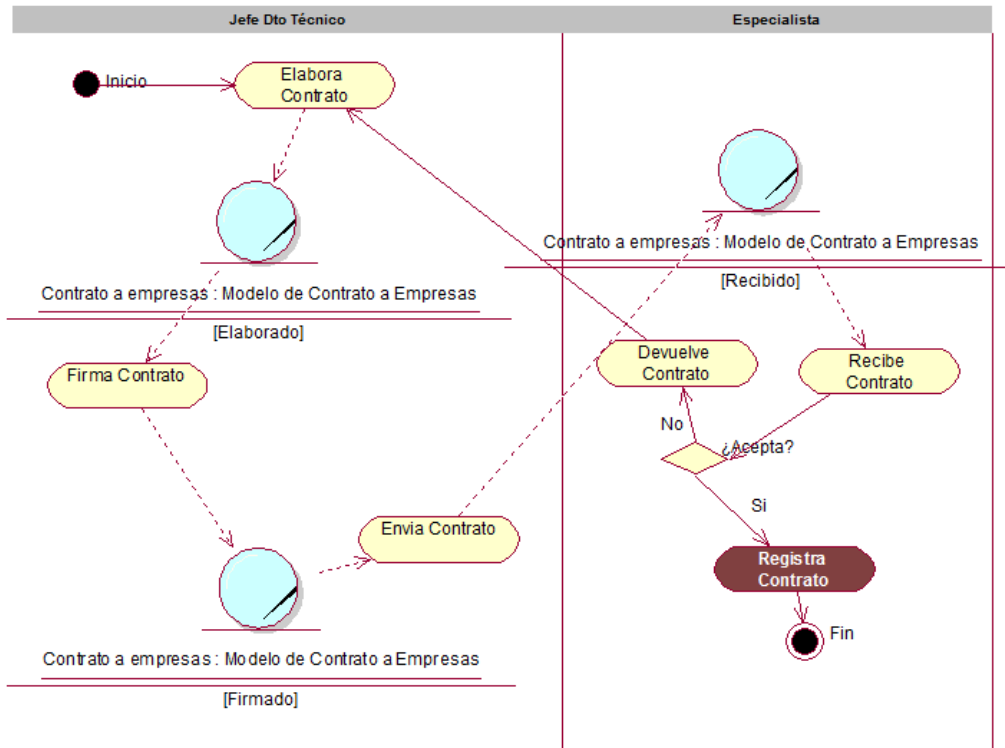 Jefe Dto Técnico
Especialista
Inicio
Elabora
Contrato
Contrato a empresas : Modelo de Contrato a Empresas
[Elaborado]
Firma Contrato
Envia Contrato
Contrato a empresas : Modelo de Contrato a Empresas
[Firmado]
Contrato a empresas : Modelo de Contrato a Empresas
[Recibido]
Devuelve
Contrato
Recibe
Contrato
No
¿Acepta?
Si
Registra
Contrato
Fin